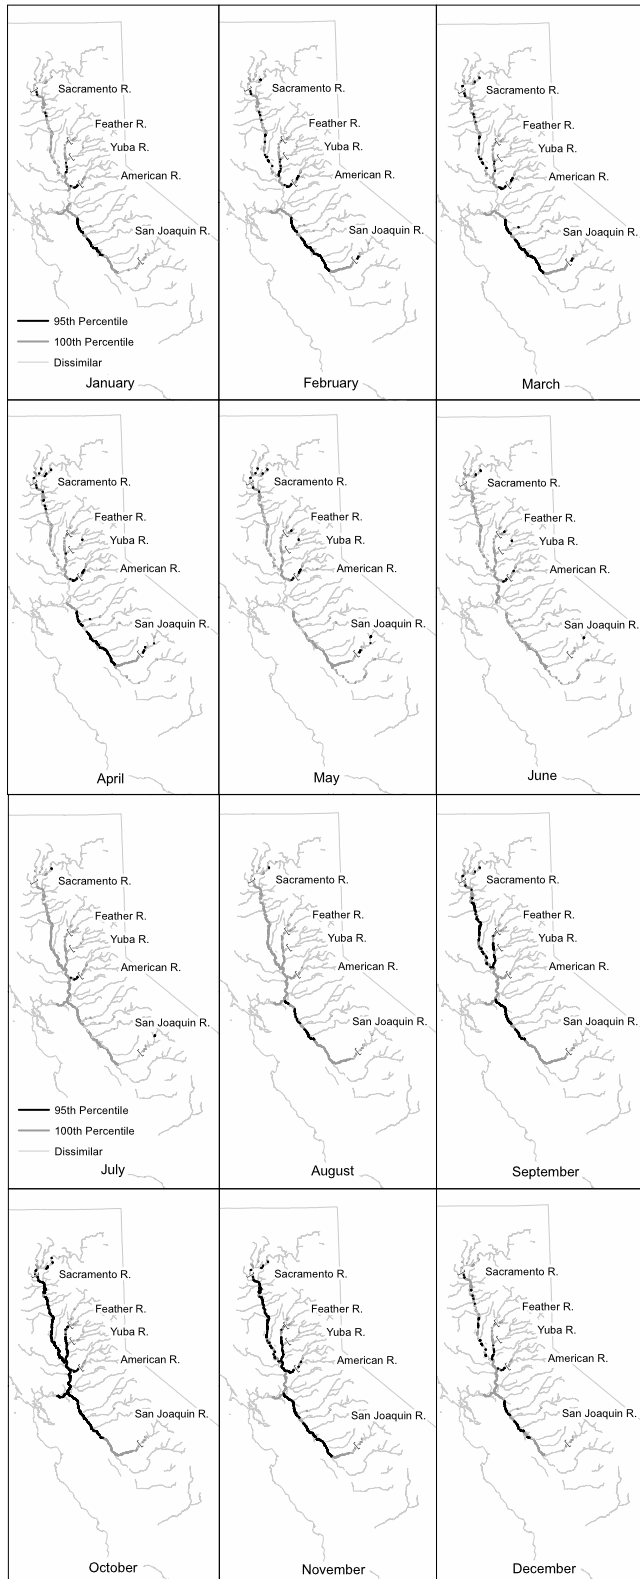 Sacramento R.
Feather R.
Yuba R.
American R.
San Joaquin R.
95th Percentile
100th Percentile
Dissimilar
January
Sacramento R.
Feather R.
Yuba R.
American R.
San Joaquin R.
February
Sacramento R.
Feather R.
Yuba R.
American R.
San Joaquin R.
March
Sacramento R.
Feather R.
Yuba R.
American R.
San Joaquin R.
April
Sacramento R.
Feather R.
Yuba R.
American R.
San Joaquin R.
May
Sacramento R.
Feather R.
Yuba R.
American R.
San Joaquin R.
June
Sacramento R.
Feather R.
Yuba R.
American R.
San Joaquin R.
95th Percentile
100th Percentile
Dissimilar
July
Sacramento R.
Feather R.
Yuba R.
American R.
San Joaquin R.
August
Sacramento R.
Feather R.
Yuba R.
American R.
San Joaquin R.
September
Sacramento R.
Feather R.
Yuba R.
American R.
San Joaquin R.
October
Sacramento R.
Feather R.
Yuba R.
American R.
San Joaquin R.
November
Sacramento R.
Feather R.
Yuba R.
American R.
San Joaquin R.
December